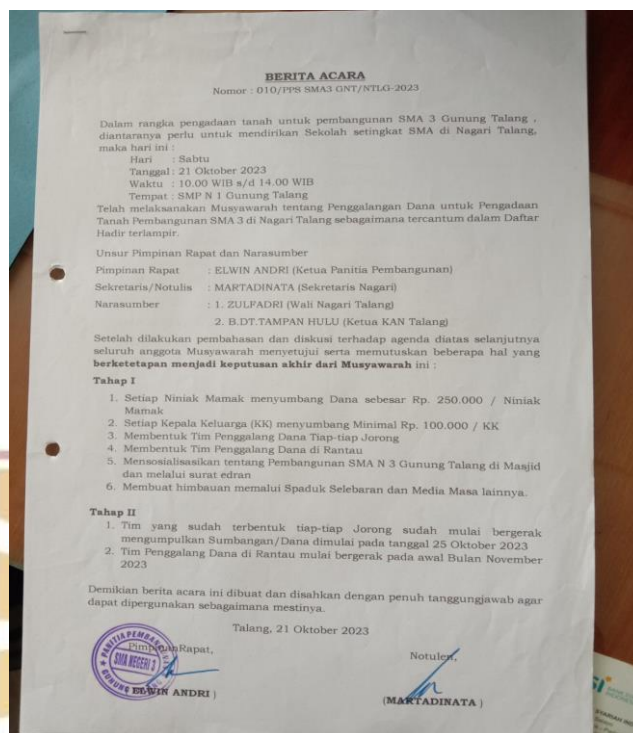 BERITA ACARA
Nomor : 010/PPS SMA3 GNT/NTLG-2023
Dalam rangka pengadaan tanah untuk pembangunan SMA 3 Gunung Talang ,
diantaranya perlu untuk mendirikan Sekolah setingkat SMA di Nagari Talang,
maka hari ini :
Hari : Sabtu
Tanggal : 21 Oktober 2023
Waktu : 10.00 WIB s/d 14.00 WIB
Tempat : SMP N 1 Gunung Talang
Telah melaksanakan Musyawarah tentang Penggalangan Dana untuk Pengadaan
Tanah Pembangunan SMA 3 di Nagari Talang sebagaimana tercantum dalam Daftar
Hadir terlampir.
Unsur Pimpinan Rapat dan Narasumber
Pimpinan Rapat : ELWIN ANDRI (Ketua Panitia Pembangunan)
Sekretaris/Notulis : MARTADINATA (Sekretaris Nagari)
Narasumber : 1. ZULFADRI (Wali Nagari Talang)
2. B.DT.TAMPAN HULU (Ketua KAN Talang)
Setelah dilakukan pembahasan dan diskusi terhadap agenda diatas selanjutnya
seluruh anggota Musyawarah menyetujui serta memutuskan beberapa hal yang
berketetapan menjadi keputusan akhir dari Musyawarah ini :
Tahap I
1. Setiap Niniak Mamak menyumbang Dana sebesar Rp. 250.000 / Niniak
Mamak
2. Setiap Kepala Keluarga (KK) menyumbang Minimal Rp. 100.000 / KK
3. Membentuk Tim Penggalang Dana Tiap-tiap Jorong
4. Membentuk Tim Penggalang Dana di Rantau
5. Mensosialisasikan tentang Pembangunan SMA N 3 Gunung Talang di Masjid
dan melalui surat edran
6. Membuat himbauan memalui Spaduk Selebaran dan Media Masa lainnya.
Tahap II
1. Tim yang sudah terbentuk tiap-tiap Jorong sudah mulai bergerak
mengumpulkan Sumbangan/Dana dimulai pada tanggal 25 Oktober 2023
2. Tim Penggalang Dana di Rantau mulai bergerak pada awal Bulan November
2023
Demikian berita acara ini dibuat dan disahkan dengan penuh tanggungjawab agar
dapat dipergunakan sebagaimana mestinya.
Talang, 21 Oktober 2023
Pimpinan Rapat,
Notulen,
SMA NEGERI 3
ELWIN ANDRI )
(MARTADINATA )